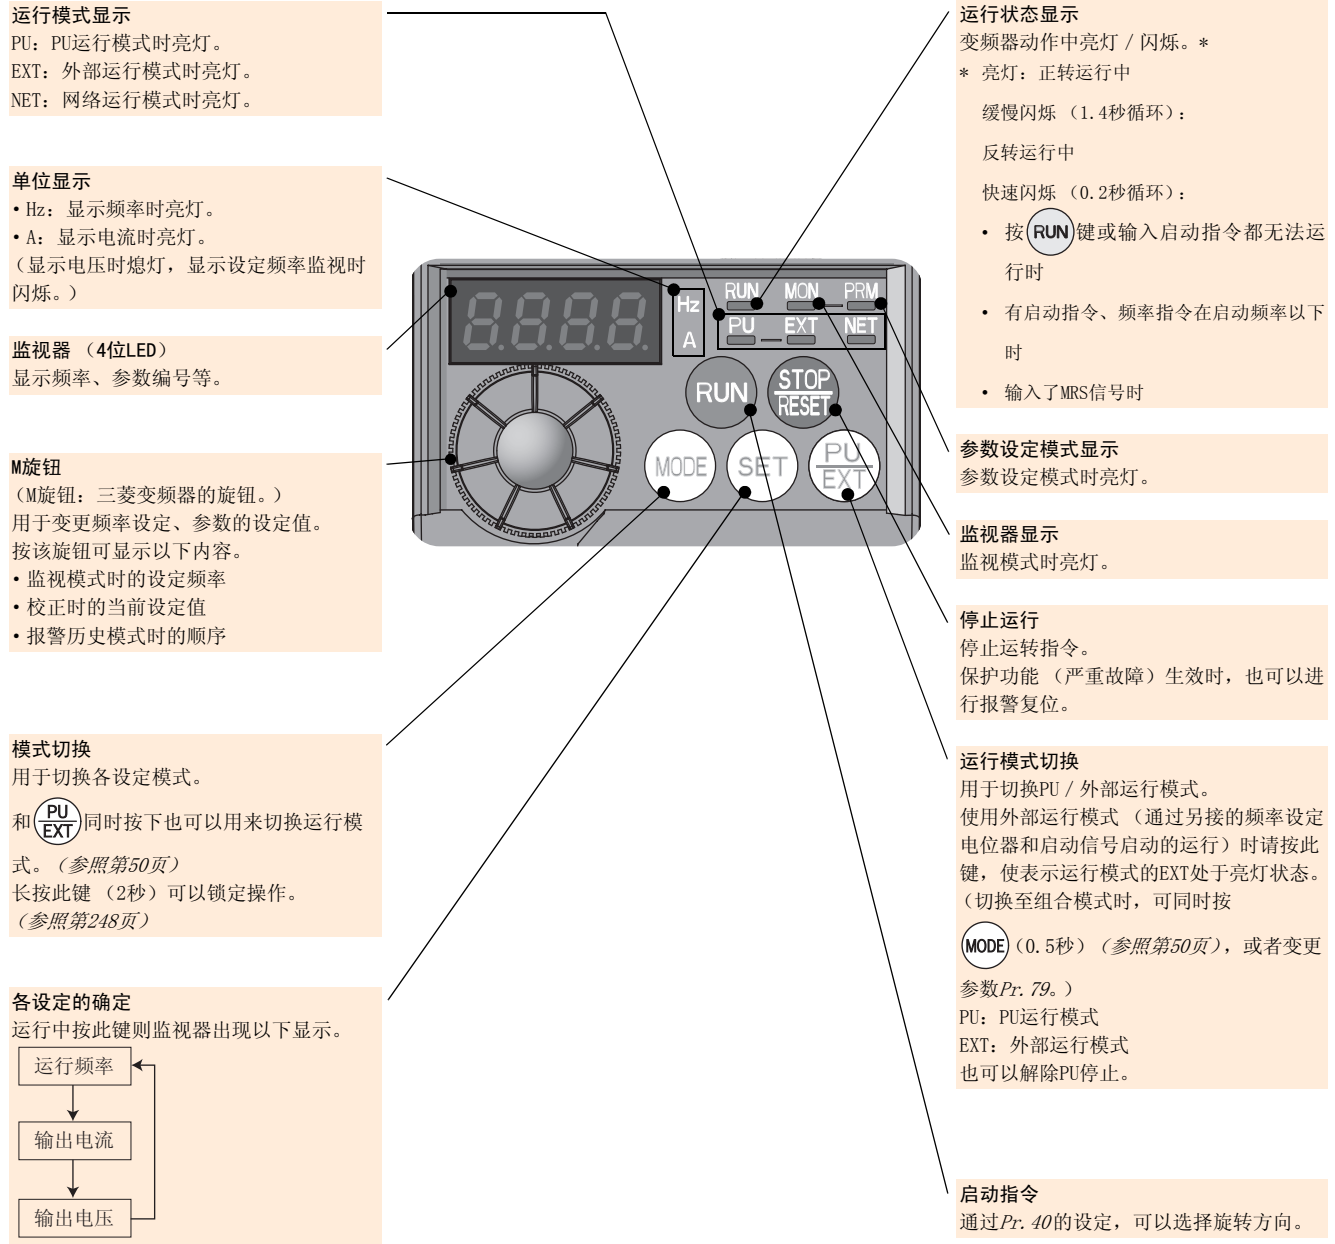 运行模式显示
PU：PU运行模式时亮灯。
EXT：外部运行模式时亮灯。
NET：网络运行模式时亮灯。
单位显示
・Hz：显示频率时亮灯。
・A：显示电流时亮灯。
（显示电压时熄灯，显示设定频率监视时
闪烁。）
监视器 （4位LED）
显示频率、参数编号等。
M旋钮
（M旋钮：三菱变频器的旋钮。）
用于变更频率设定、参数的设定值。
按该旋钮可显示以下内容。
・监视模式时的设定频率
・校正时的当前设定值
・报警历史模式时的顺序
模式切换
用于切换各设定模式。
和PU/EXT同时按下也可以用来切换运行模
式。（参照第50页）
长按此键 （2秒）可以锁定操作。
（参照第248页）
各设定的确定
运行中按此键则监视器出现以下显示。
运行频率
输出电流
输出电压
8.8.8.8.
Hz
A
RUN MON PRM
PU EXT NET
RUN
STOP
RESET
MODE
SET
PU
EXT
运行状态显示
变频器动作中亮灯／闪烁。*
* 亮灯：正转运行中
缓慢闪烁 （1.4秒循环）：
反转运行中
快速闪烁 （0.2秒循环）：
• 按RUN键或输入启动指令都无法运
行时
• 有启动指令、频率指令在启动频率以下
时
• 输入了MRS信号时
参数设定模式显示
参数设定模式时亮灯。
监视器显示
监视模式时亮灯。
停止运行
停止运转指令。
保护功能 （严重故障）生效时，也可以进
行报警复位。
运行模式切换
用于切换PU／外部运行模式。
使用外部运行模式 （通过另接的频率设定
电位器和启动信号启动的运行）时请按此
键，使表示运行模式的EXT处于亮灯状态。
（切换至组合模式时，可同时按
MODE（0.5秒）（参照第50页），或者变更
参数Pr.79。）
PU：PU运行模式
EXT：外部运行模式
也可以解除PU停止。
启动指令
通过Pr.40的设定，可以选择旋转方向。